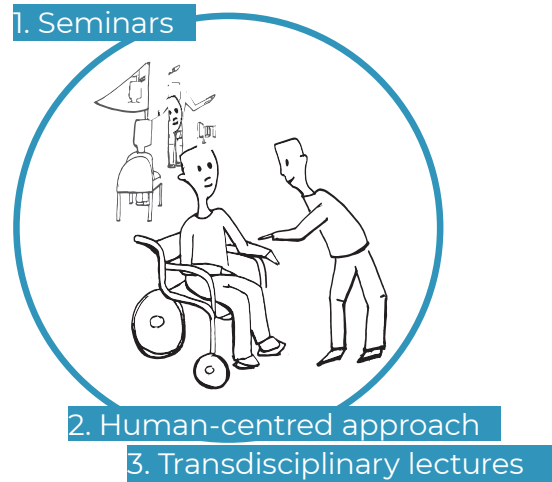 1. Seminars
2. Human-centred approach
3. Transdisciplinary lectures